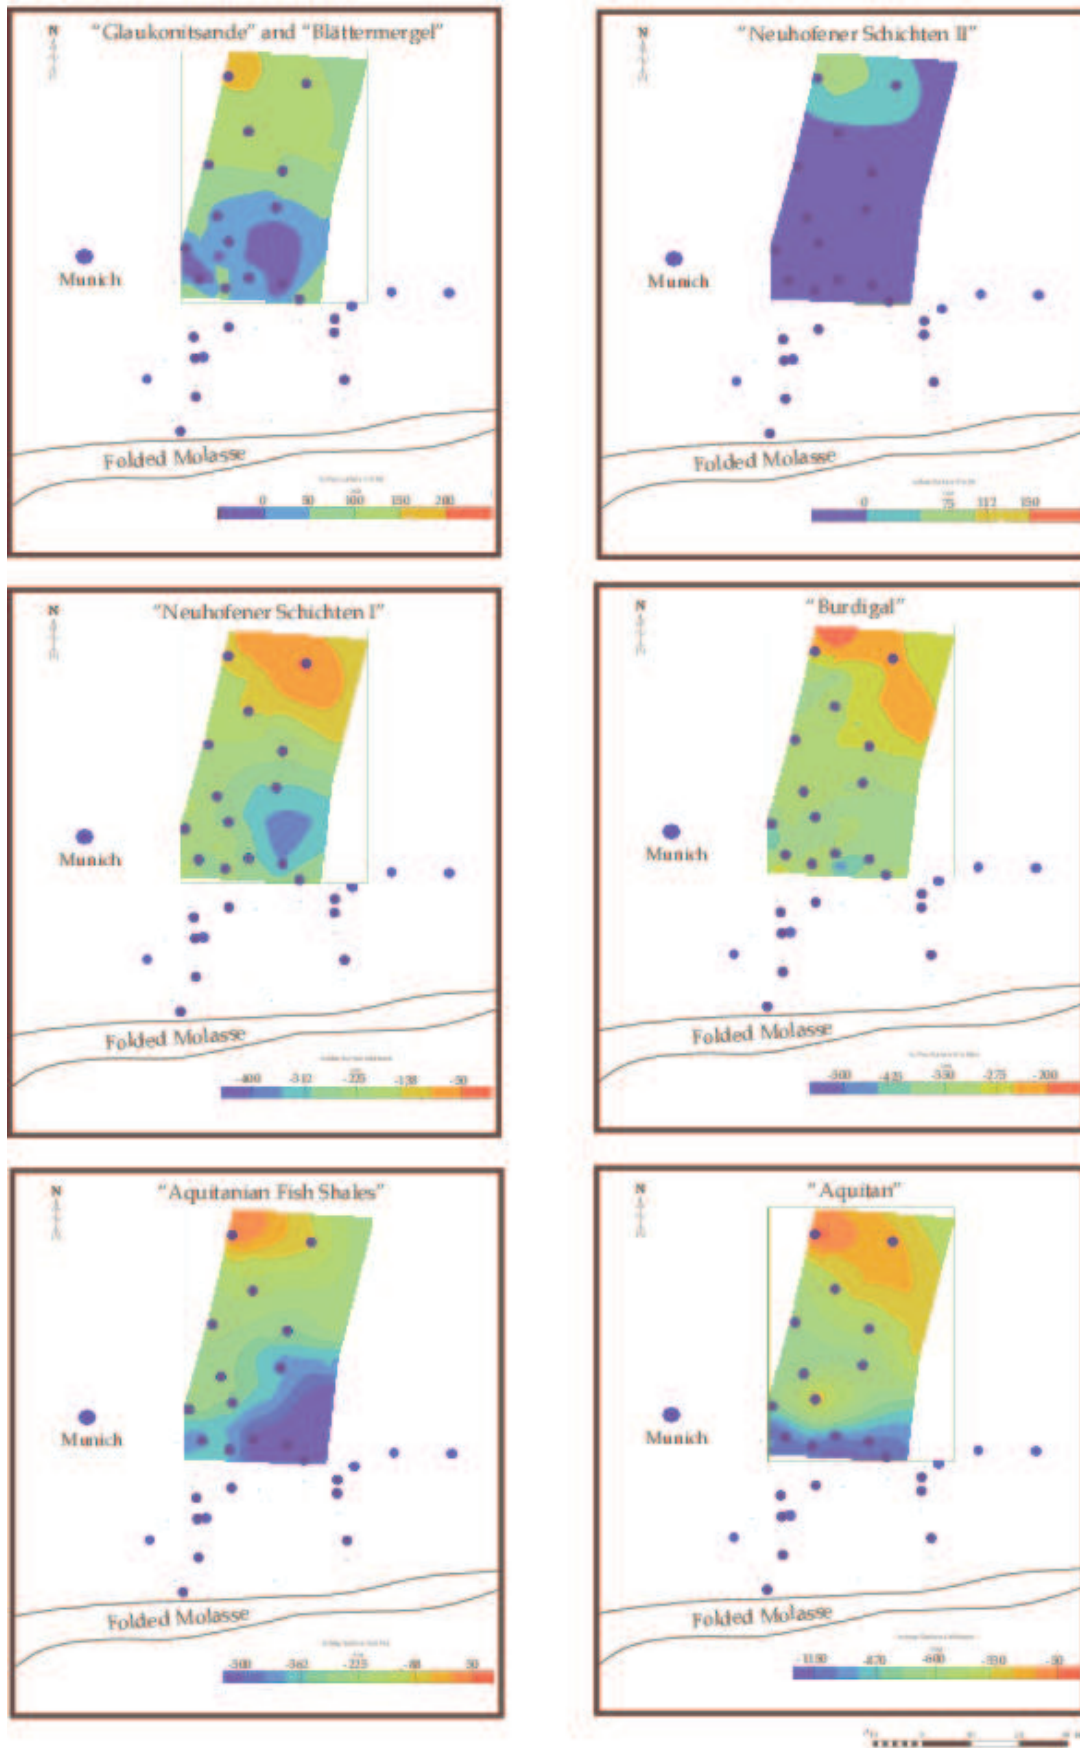 N
"Glaukonitsande" and "Blättermergel"
Munich
Folded Molasse
0 50 100 150 200
N
"Neuhofener Schichten II"
Munich
Folded Molasse
0 75 112 150
N
"Neuhofener Schichten I"
Munich
Folded Molasse
-400 -312 -225 -138 -50
N
"Burdigal"
Munich
Folded Molasse
-500 -425 -350 -275 -200
N
"Aquitanian Fish Shales"
Munich
Folded Molasse
-500 -362 -225 -88 50
N
"Aquitan"
Munich
Folded Molasse
-870 -600 -330 -50